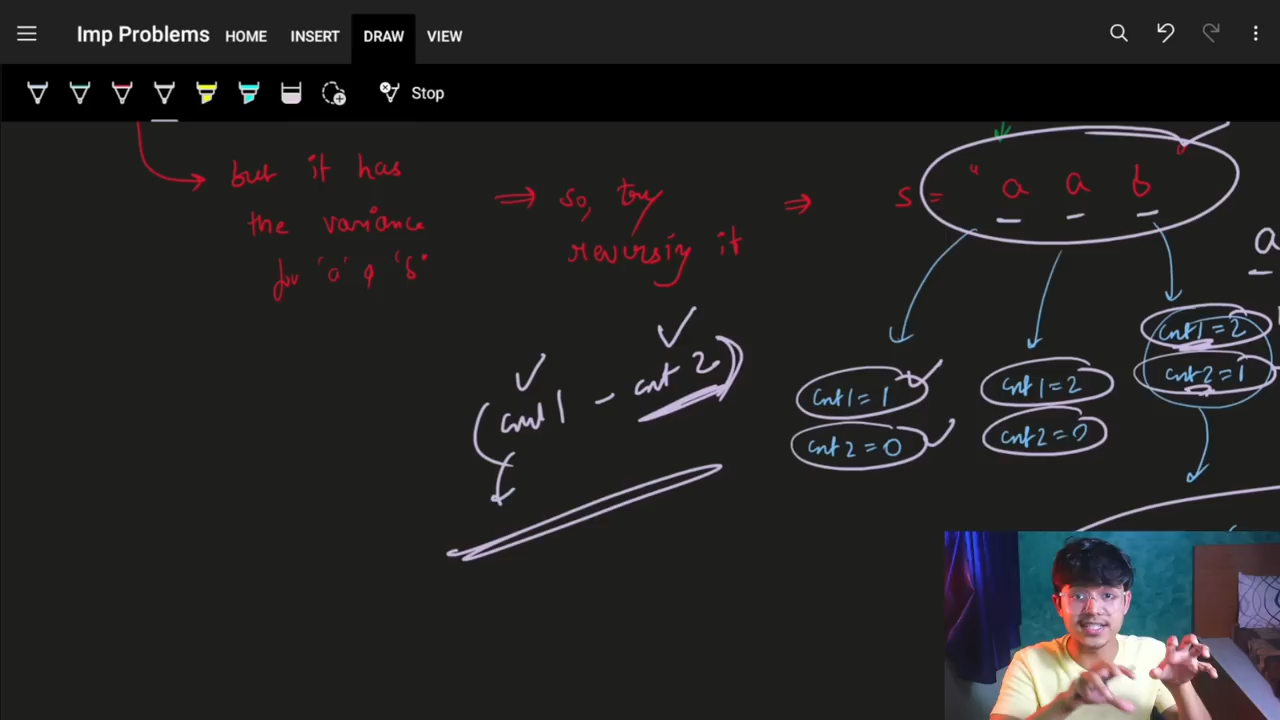 Imp Problems HOME INSERT DRAW VIEW
Stop
but it has
the variance
for 'a' & 'b'
⇒ so, try
reversiy it
⇒ s = " a a b "
a
(cnt1 - cnt2)
cnt1 = 1
cnt2 = 0
cnt1 = 2
cnt2 = 0
cnt1 = 2
cnt2 = 1